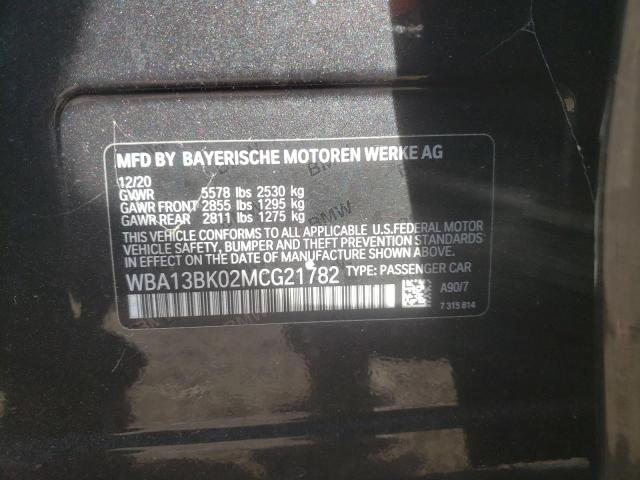 MFD BY BAYERISCHE MOTOREN WERKE AG
12/20
GVWR 5578 lbs 2530 kg
GAWR FRONT 2855 lbs 1295 kg
GAWR REAR 2811 lbs 1275 kg
THIS VEHICLE CONFORMS TO ALL APPLICABLE U.S.FEDERAL MOTOR
VEHICLE SAFETY, BUMPER AND THEFT PREVENTION STANDARDS
IN EFFECT ON THE DATE OF MANUFACTURE SHOWN ABOVE.
WBA13BK02MCG21782 TYPE: PASSENGER CAR
A90/7
7 315 814